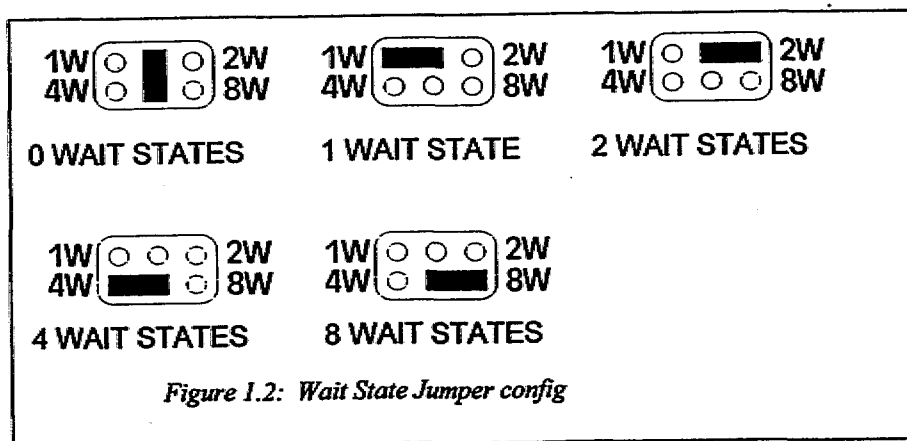 1W 2W
4W 8W
0 WAIT STATES
1W 2W
4W 8W
1 WAIT STATE
1W 2W
4W 8W
2 WAIT STATES
1W 2W
4W 8W
4 WAIT STATES
1W 2W
4W 8W
8 WAIT STATES
Figure 1.2: Wait State Jumper config